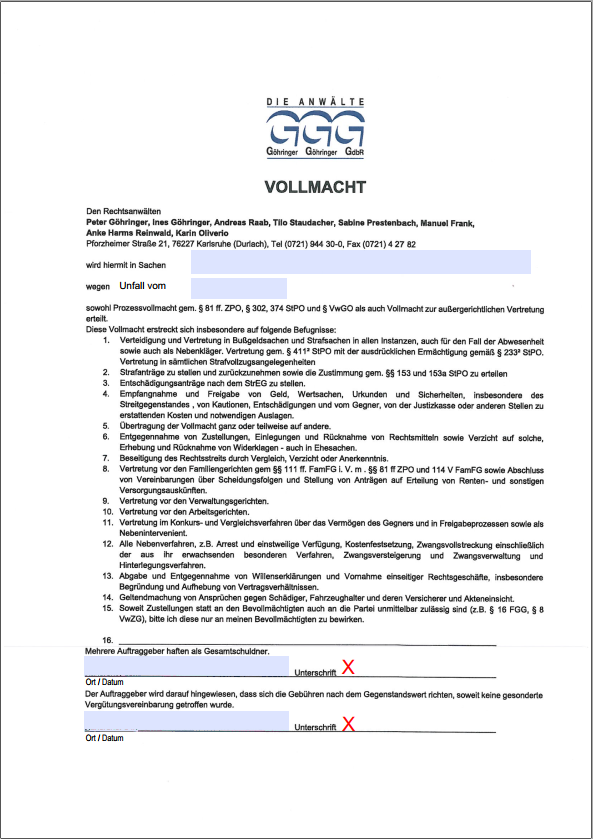 DIE ANWÄLTE
GGG
Göhringer Göhringer GdbR
VOLLMACHT
Den Rechtsanwälten
Peter Göhringer, Ines Göhringer, Andreas Raab, Tilo Staudacher, Sabine Prestenbach, Manuel Frank,
Anke Harms Reinwald, Karin Oliverio
Pforzheimer Straße 21, 76227 Karlsruhe (Durlach), Tel (0721) 944 30-0, Fax (0721) 4 27 82
wird hiermit in Sachen
wegen Unfall vom
sowohl Prozessvollmacht gem. § 81 ff. ZPO, § 302, 374 StPO und § VwGO als auch Vollmacht zur außergerichtlichen Vertretung
erteilt.
Diese Vollmacht erstreckt sich insbesondere auf folgende Befugnisse:
1. Verteidigung und Vertretung in Bußgeldsachen und Strafsachen in allen Instanzen, auch für den Fall der Abwesenheit
sowie auch als Nebenkläger. Vertretung gem. § 411² StPO mit der ausdrücklichen Ermächtigung gemäß § 233² StPO.
Vertretung in sämtlichen Strafvollzugsangelegenheiten
2. Strafanträge zu stellen und zurückzunehmen sowie die Zustimmung gem. §§ 153 und 153a StPO zu erteilen
3. Entschädigungsanträge nach dem StrEG zu stellen.
4. Empfangnahme und Freigabe von Geld, Wertsachen, Urkunden und Sicherheiten, insbesondere des
Streitgegenstandes , von Kautionen, Entschädigungen und vom Gegner, von der Justizkasse oder anderen Stellen zu
erstattenden Kosten und notwendigen Auslagen.
5. Übertragung der Vollmacht ganz oder teilweise auf andere.
6. Entgegennahme von Zustellungen, Einlegungen und Rücknahme von Rechtsmitteln sowie Verzicht auf solche,
Erhebung und Rücknahme von Widerklagen - auch in Ehesachen.
7. Beseitigung des Rechtsstreits durch Vergleich, Verzicht oder Anerkenntnis.
8. Vertretung vor den Familiengerichten gem §§ 111 ff. FamFG i. V. m . §§ 81 ff ZPO und 114 V FamFG sowie Abschluss
von Vereinbarungen über Scheidungsfolgen und Stellung von Anträgen auf Erteilung von Renten- und sonstigen
Versorgungsauskünften.
9. Vertretung vor den Verwaltungsgerichten.
10. Vertretung vor den Arbeitsgerichten.
11. Vertretung im Konkurs- und Vergleichsverfahren über das Vermögen des Gegners und in Freigabeprozessen sowie als
Nebenintervenient.
12. Alle Nebenverfahren, z.B. Arrest und einstweilige Verfügung, Kostenfestsetzung, Zwangsvollstreckung einschließlich
der aus ihr erwachsenden besonderen Verfahren, Zwangsversteigerung und Zwangsverwaltung und
Hinterlegungsverfahren.
13. Abgabe und Entgegennahme von Willenserklärungen und Vornahme einseitiger Rechtsgeschäfte, insbesondere
Begründung und Aufhebung von Vertragsverhältnissen.
14. Geltendmachung von Ansprüchen gegen Schädiger, Fahrzeughalter und deren Versicherer und Akteneinsicht.
15. Soweit Zustellungen statt an den Bevollmächtigten auch an die Partei unmittelbar zulässig sind (z.B. § 16 FGG, § 8
VwZG), bitte ich diese nur an meinen Bevollmächtigten zu bewirken.
16.
Mehrere Auftraggeber haften als Gesamtschuldner.
Unterschrift X
Ort / Datum
Der Auftraggeber wird darauf hingewiesen, dass sich die Gebühren nach dem Gegenstandswert richten, soweit keine gesonderte
Vergütungsvereinbarung getroffen wurde.
Unterschrift X
Ort / Datum